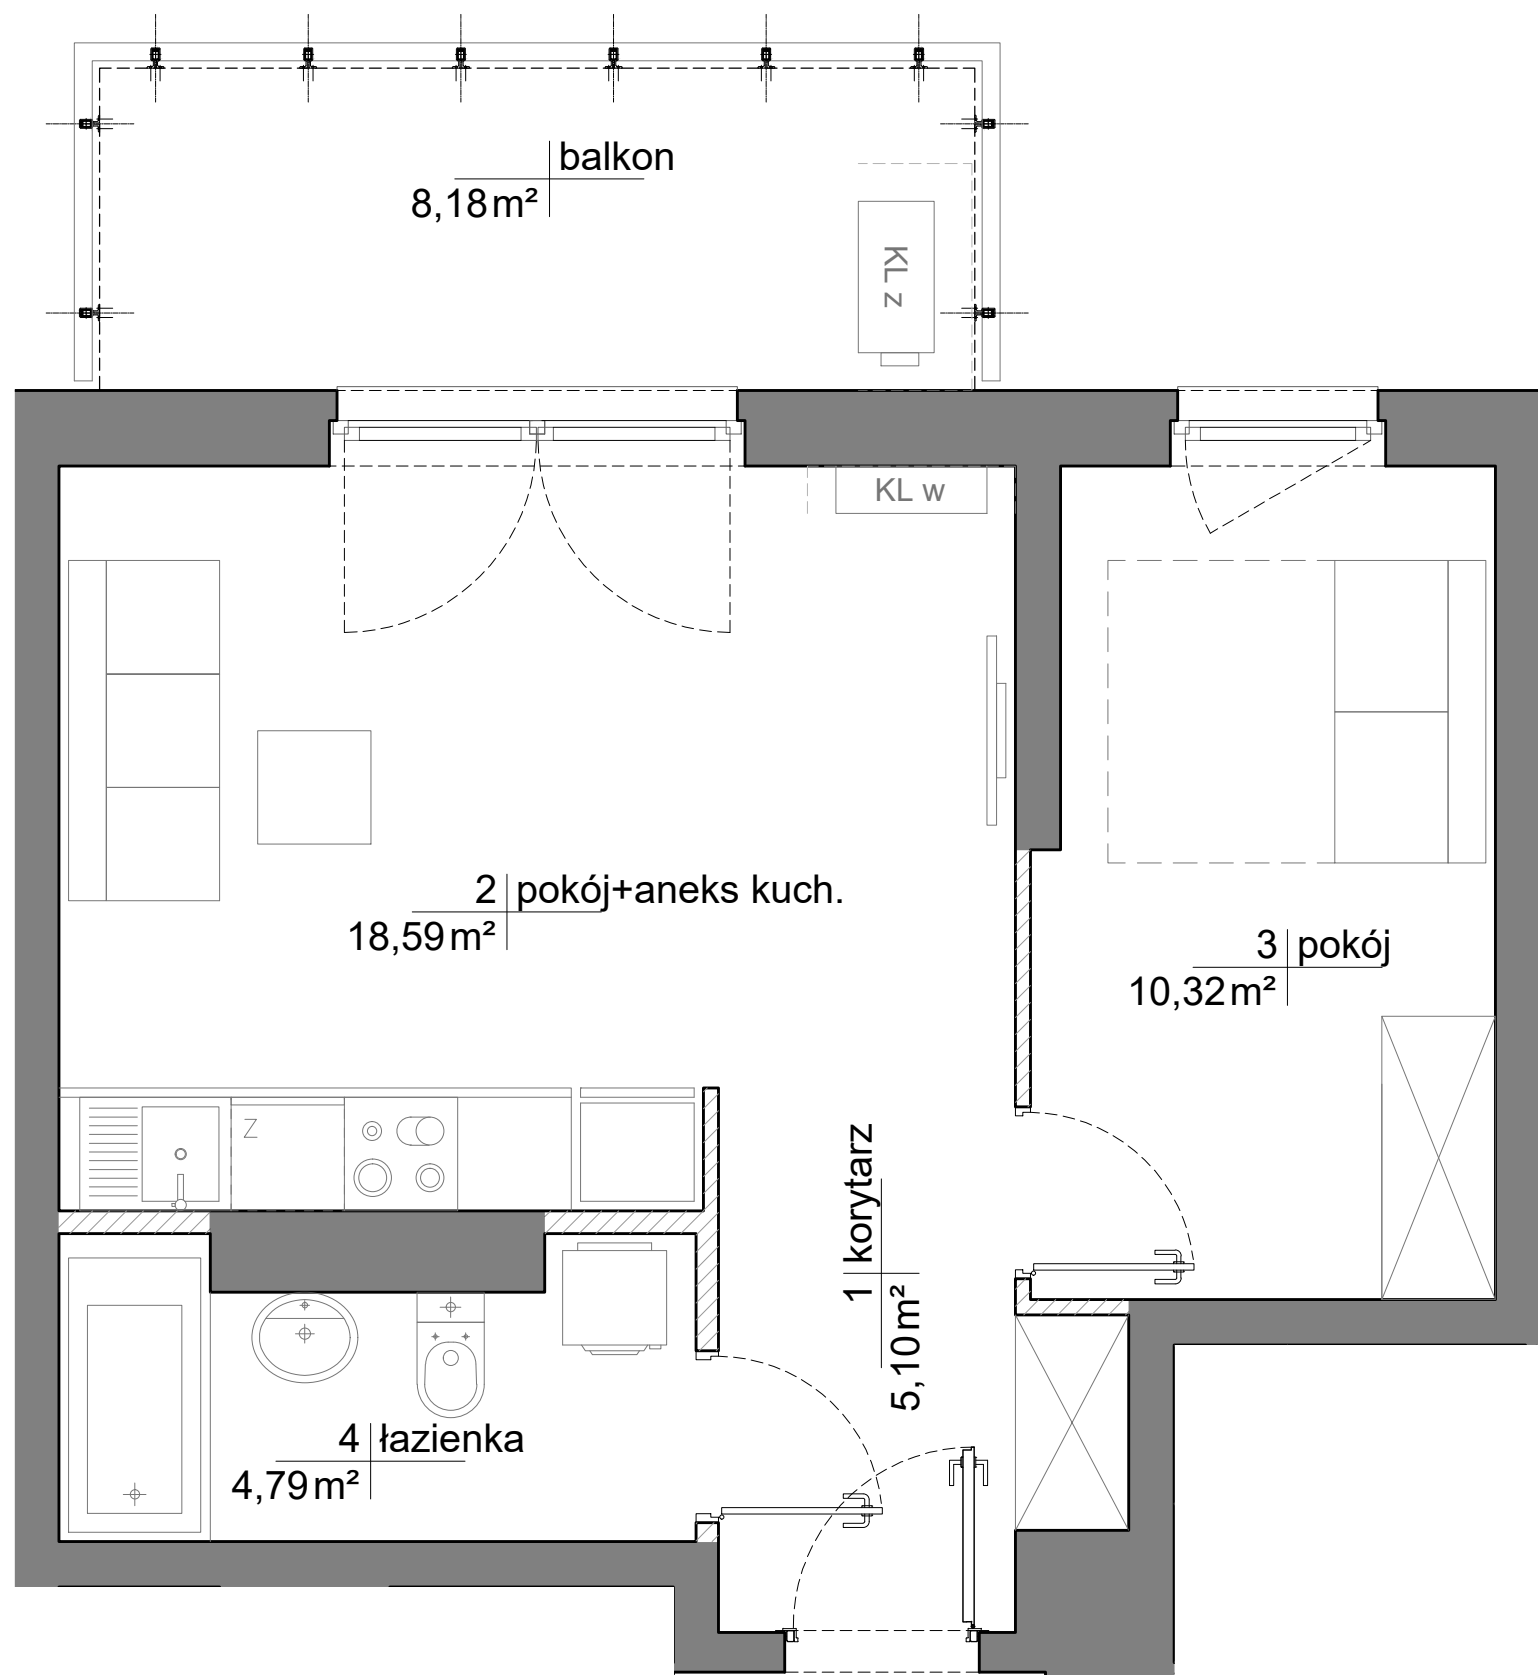 balkon
8,18 m²
KL z
KL w
2 pokój+aneks kuch.
18,59 m²
3 pokój
10,32 m²
Z
1 korytarz
5,10 m²
4 łazienka
4,79 m²